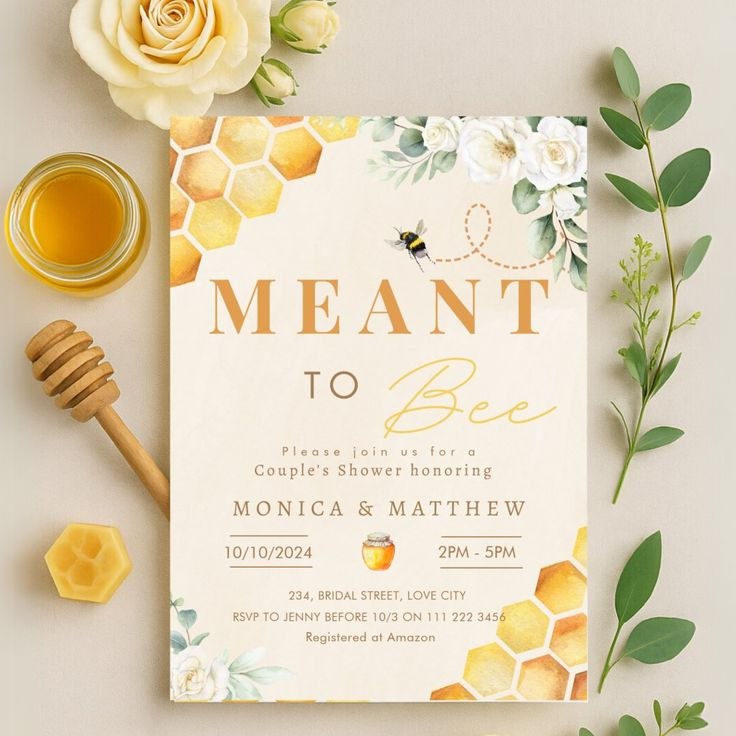 MEANT
TO Bee
Please join us for a
Couple's Shower honoring
MONICA & MATTHEW
10/10/2024 2PM - 5PM
234, BRIDAL STREET, LOVE CITY
RSVP TO JENNY BEFORE 10/3 ON 111 222 3456
Registered at Amazon